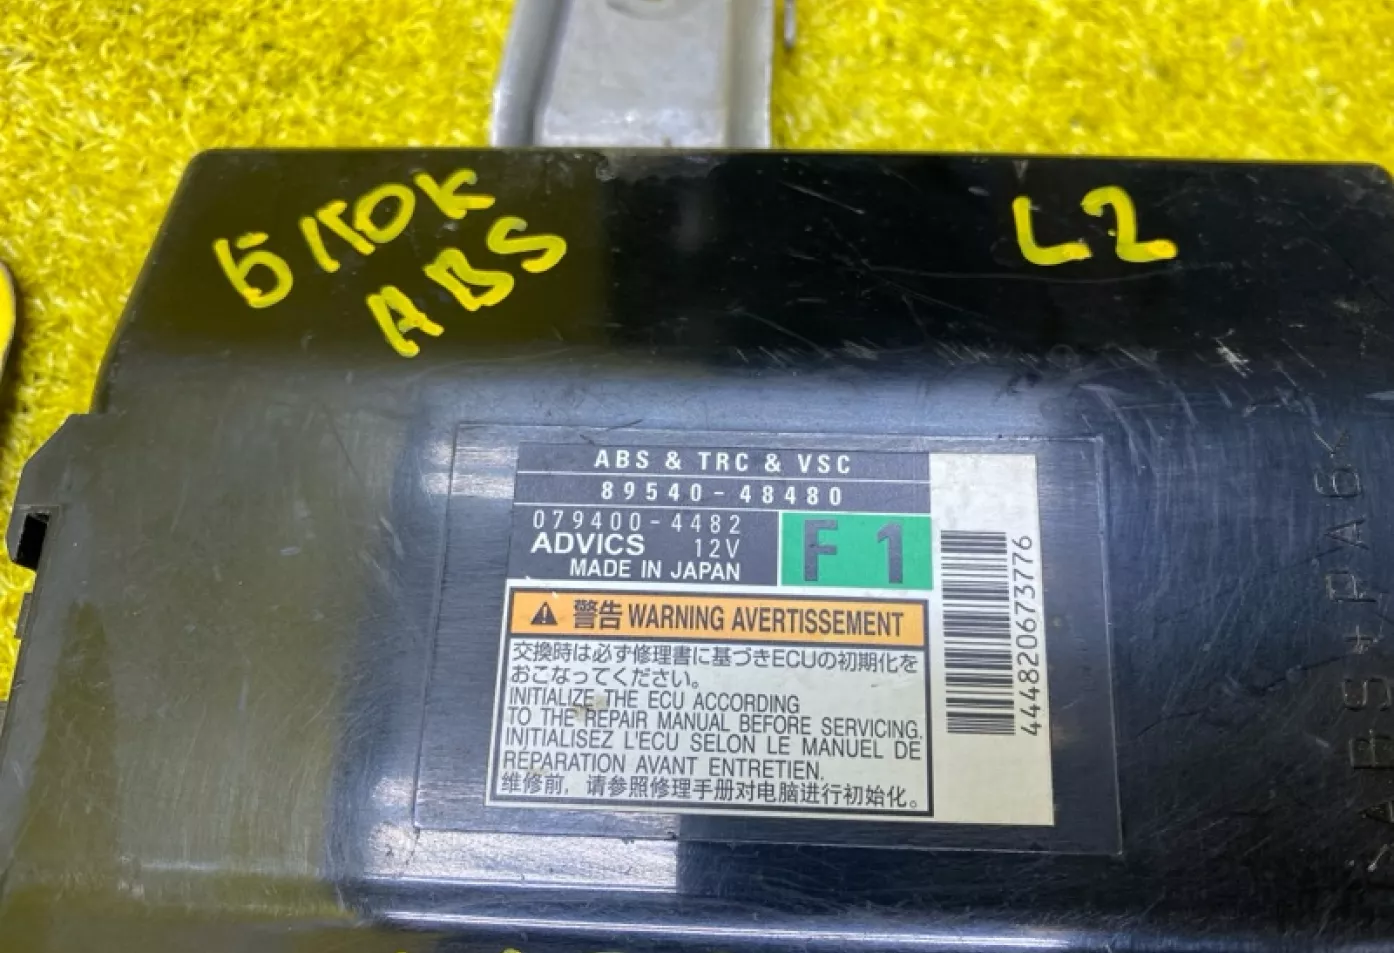 БЛОК
ABS
L2
ABS & TRC & VSC
89540-48480
079400-4482
ADVICS 12V
MADE IN JAPAN
F1
警告 WARNING AVERTISSEMENT
交換時は必ず修理書に基づきECUの初期化を
おこなってください。
INITIALIZE THE ECU ACCORDING
TO THE REPAIR MANUAL BEFORE SERVICING.
INITIALISEZ L'ECU SELON LE MANUEL DE
RÉPARATION AVANT ENTRETIEN.
维修前，请参照修理手册对电脑进行初始化。
44482067​3776